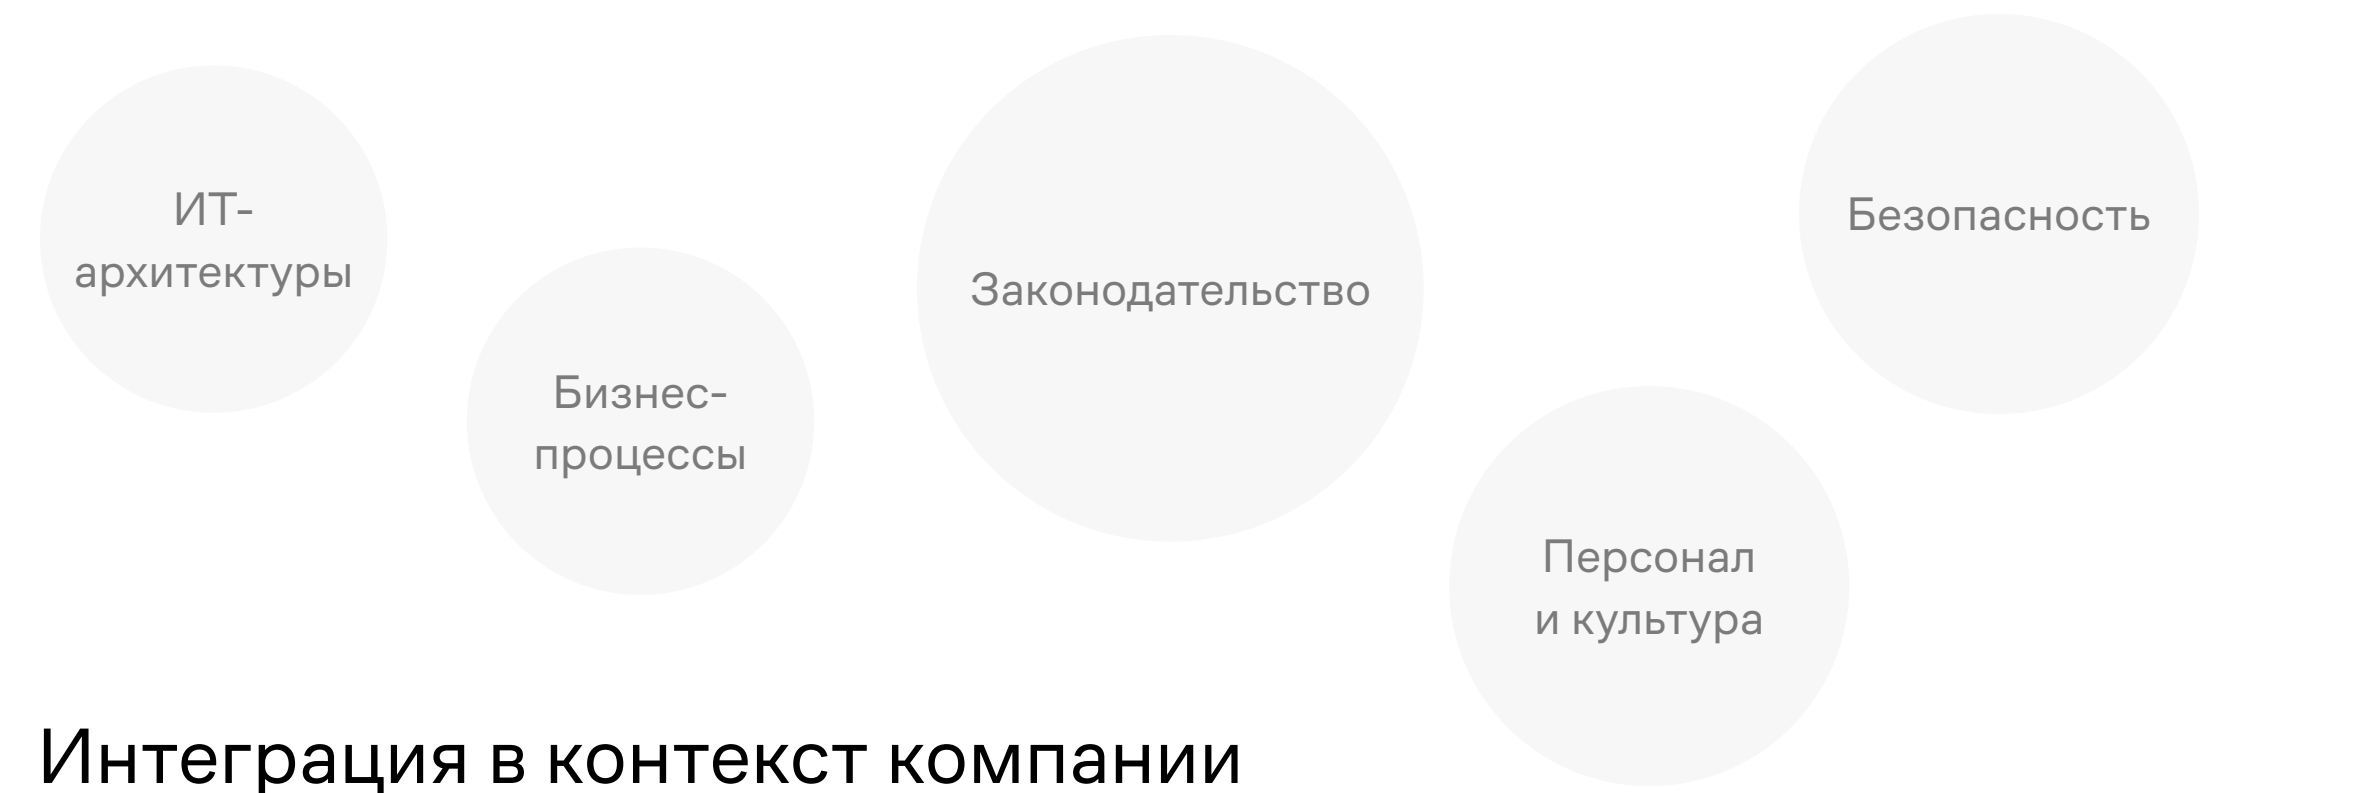 ИТ-
архитектуры
Бизнес-
процессы
Законодательство
Персонал
и культура
Безопасность
Интеграция в контекст компании